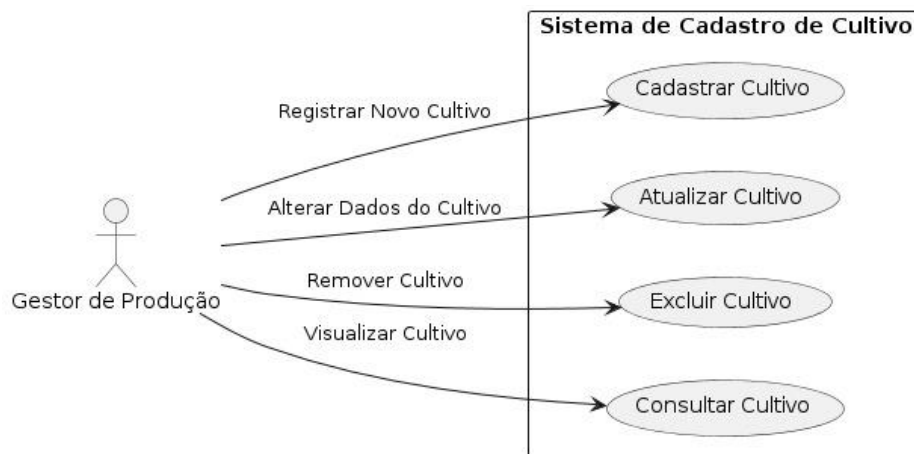 Sistema de Cadastro de Cultivo
Cadastrar Cultivo
Registrar Novo Cultivo
Atualizar Cultivo
Alterar Dados do Cultivo
Remover Cultivo
Excluir Cultivo
Gestor de Produção
Visualizar Cultivo
Consultar Cultivo